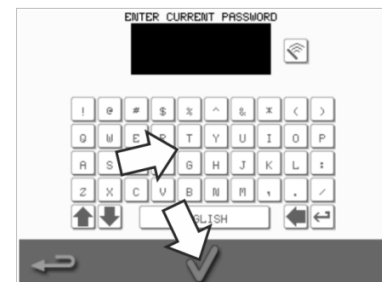 ENTER CURRENT PASSWORD
! @ # $ % ^ & * ( )
Q W E T Y U I O P
A S G H J K L :
Z X C V B N M , . /
GLISH